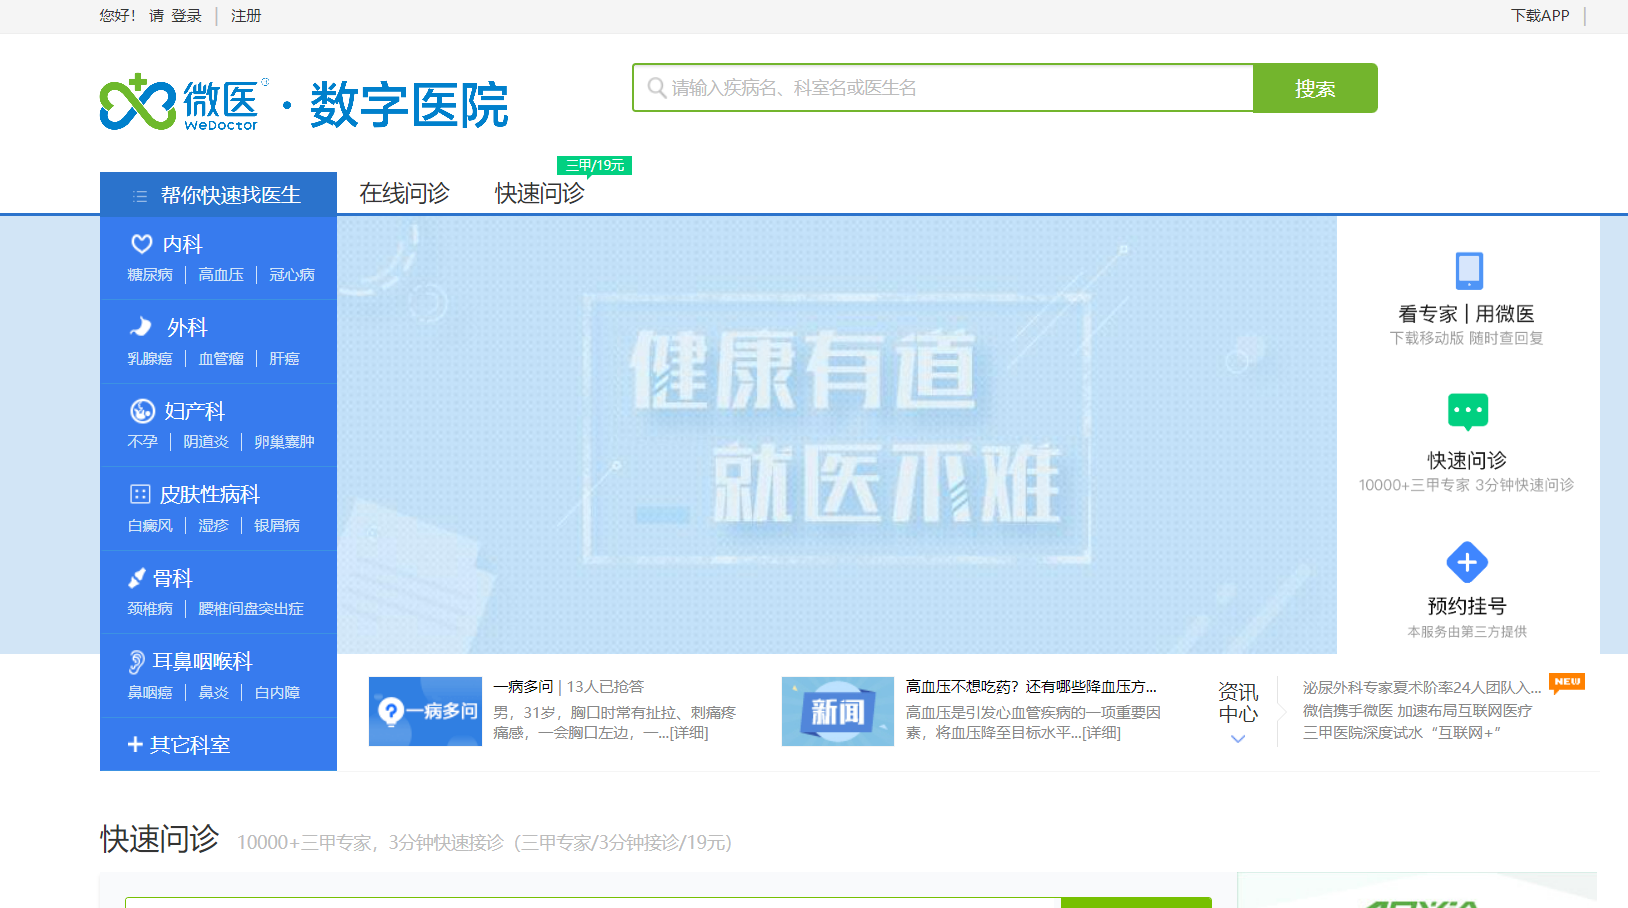 您好！ 请 登录 注册
下载APP
微医® · 数字医院
WeDoctor
请输入疾病名、科室名或医生名
搜索
三甲/19元
帮你快速找医生
在线问诊
快速问诊
内科
糖尿病 高血压 冠心病
外科
乳腺癌 血管瘤 肝癌
妇产科
不孕 阴道炎 卵巢囊肿
皮肤性病科
白癜风 湿疹 银屑病
骨科
颈椎病 腰椎间盘突出症
耳鼻咽喉科
鼻咽癌 鼻炎 白内障
其它科室
健康有道
就医不难
看专家 | 用微医
下载移动版 随时查回复
快速问诊
10000+三甲专家 3分钟快速问诊
预约挂号
本服务由第三方提供
一病多问
一病多问 | 13人已抢答
男，31岁，胸口时常有扯拉、刺痛疼
痛感，一会胸口左边，一...[详细]
新闻
高血压不想吃药？还有哪些降血压方...
高血压是引发心血管疾病的一项重要因
素，将血压降至目标水平...[详细]
资讯
中心
泌尿外科专家夏术阶率24人团队入...
NEW
微信携手微医 加速布局互联网医疗
三甲医院深度试水“互联网+”
快速问诊 10000+三甲专家，3分钟快速接诊（三甲专家/3分钟接诊/19元）